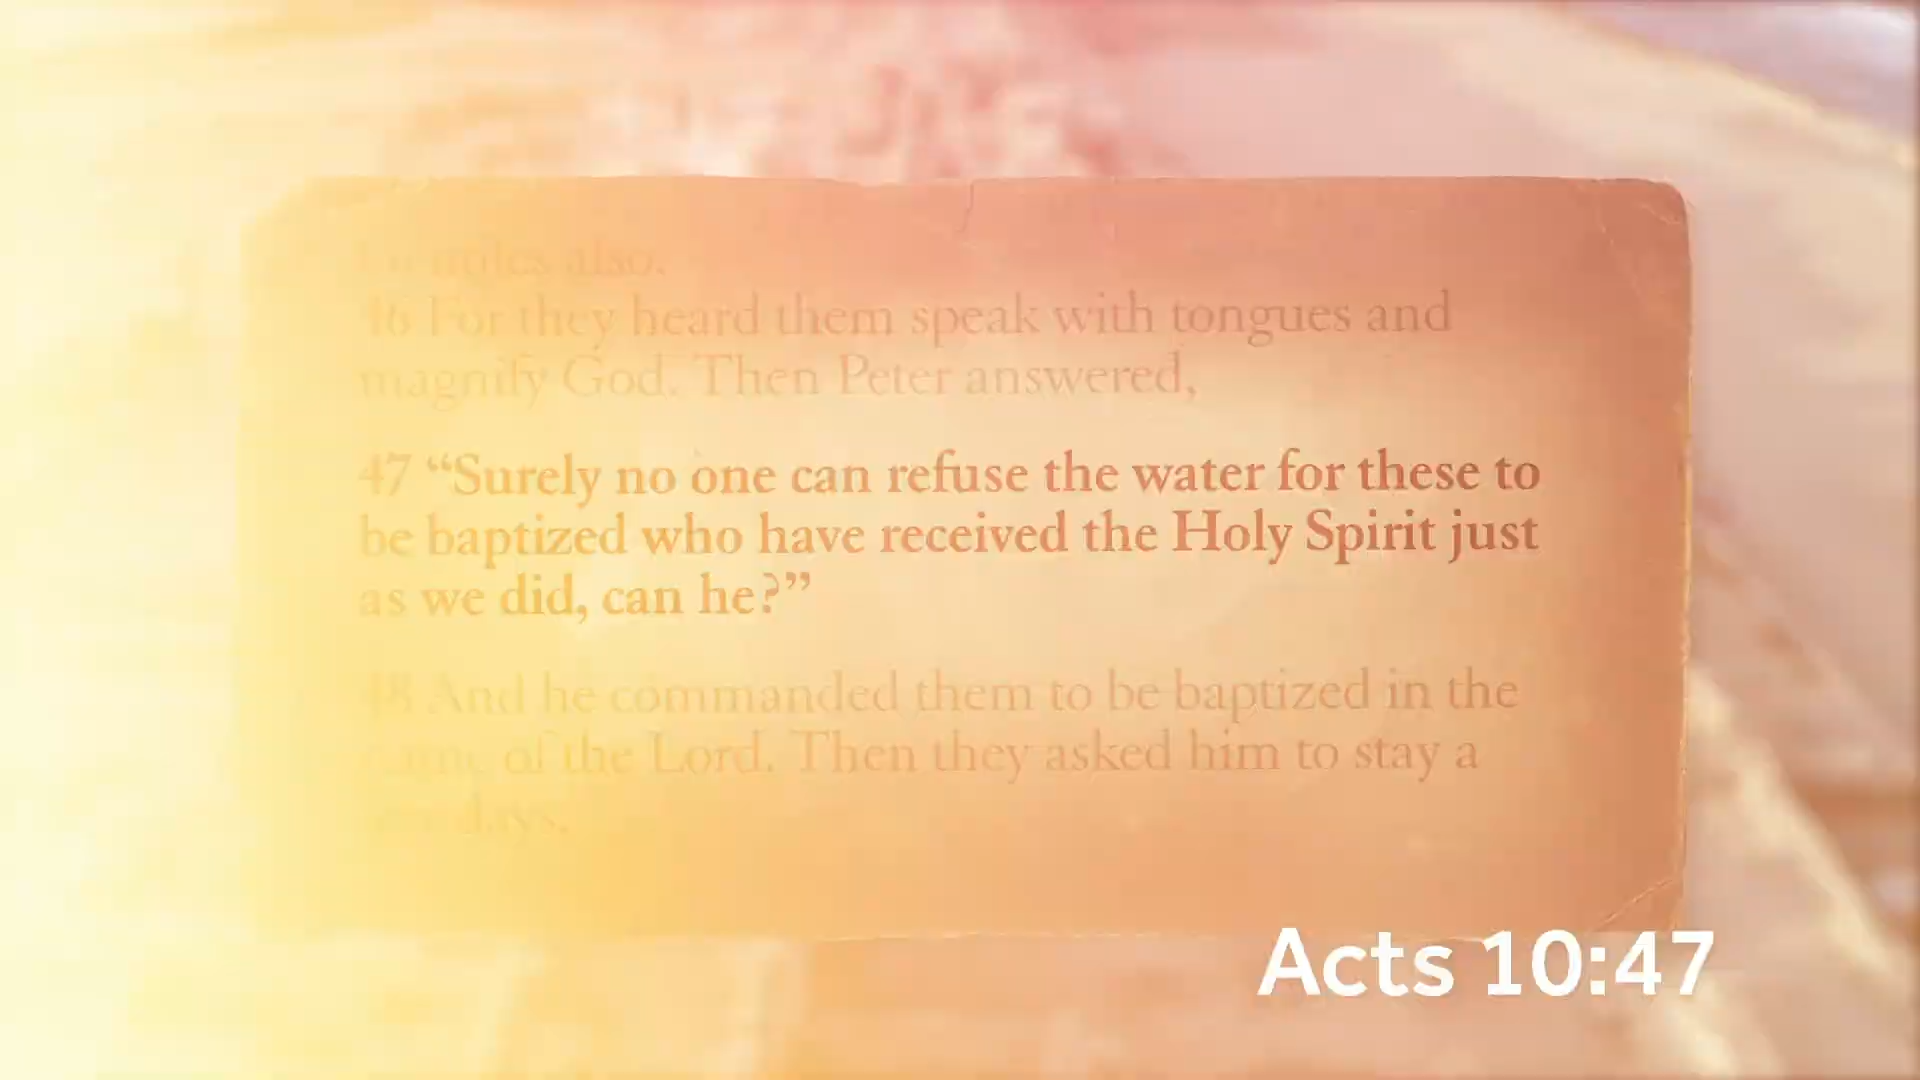 also.
46 For they heard them speak with tongues and
magnify God. Then Peter answered,
47 “Surely no one can refuse the water for these to
be baptized who have received the Holy Spirit just
as we did, can he?”
48 And he commanded them to be baptized in the
name of the Lord. Then they asked him to stay a
days.
Acts 10:47